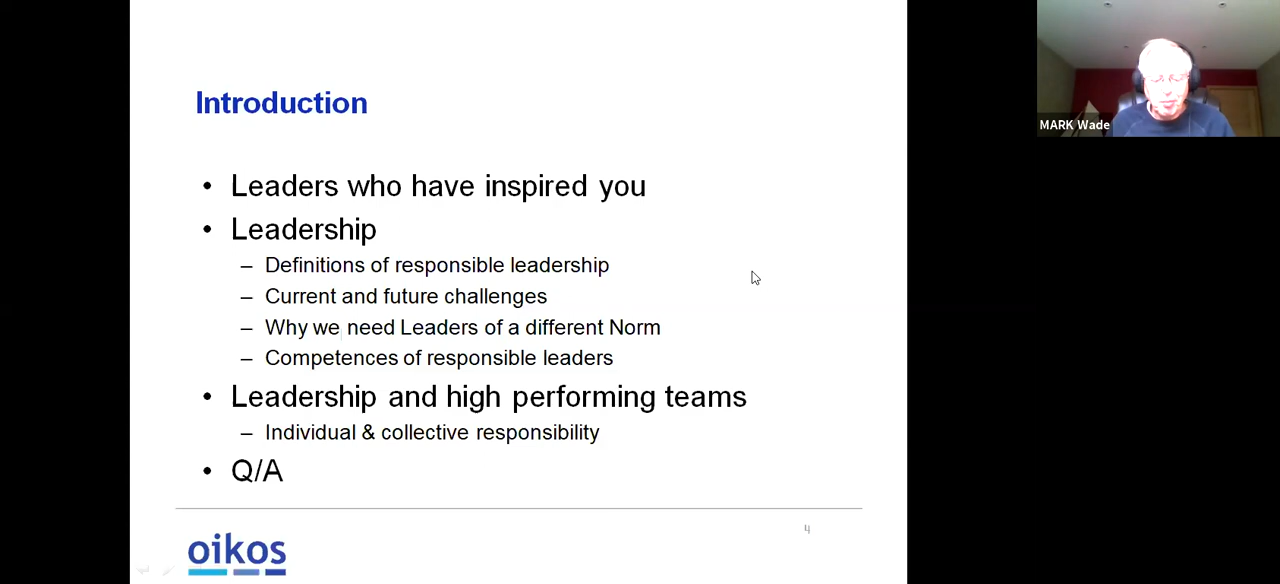 Introduction
• Leaders who have inspired you
• Leadership
– Definitions of responsible leadership
– Current and future challenges
– Why we need Leaders of a different Norm
– Competences of responsible leaders
• Leadership and high performing teams
– Individual & collective responsibility
• Q/A
4
oikos
MARK Wade